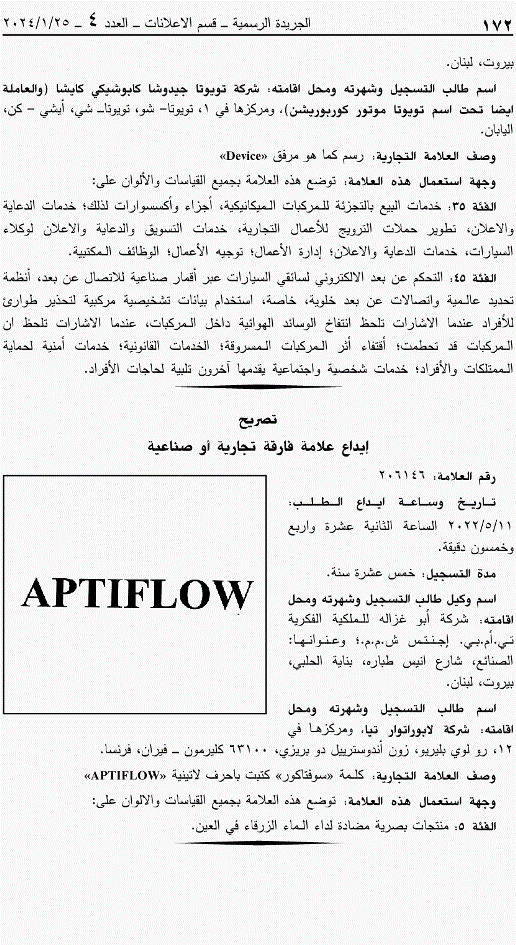 ١٧٢ الجريدة الرسمية ــ قسم الاعلانات ــ العدد ٤ ــ ٢٠٢٤/١/٢٥
بيروت، لبنان.
اسم طالب التسجيل وشهرته ومحل اقامته: شركة تويوتا جيدوشا كابوشيكي كايشا (والعاملة
ايضا تحت اسم تويوتا موتور كوربوريشن)، ومركزها في ١، تويوتا– شو، تويوتا– شي، أيشي – كن،
اليابان.
وصف العلامة التجارية: رسم كما هو مرفق «Device»
وجهة استعمال هذه العلامة: توضع هذه العلامة بجميع القياسات والألوان على:
الفئة ٣٥: خدمات البيع بالتجزئة للمركبات الميكانيكية، أجزاء وأكسسوارات لذلك؛ خدمات الدعاية
والاعلان، تطوير حملات الترويج للأعمال التجارية، خدمات التسويق والدعاية والاعلان لوكلاء
السيارات، خدمات الدعاية والاعلان؛ إدارة الأعمال؛ توجيه الأعمال؛ الوظائف المكتبية.
الفئة ٤٥: التحكم عن بعد الالكتروني لسائقي السيارات عبر أقمار صناعية للاتصال عن بعد، أنظمة
تحديد عالمية واتصالات عن بعد خلوية، خاصة، استخدام بيانات تشخيصية مركبية لتحذير طوارئ
للأفراد عندما الاشارات تلحظ انتفاخ الوسائد الهوائية داخل المركبات، عندما الاشارات تلحظ ان
المركبات قد تحطمت؛ أقتفاء أثر المركبات المسروقة؛ الخدمات القانونية؛ خدمات أمنية لحماية
الممتلكات والأفراد؛ خدمات شخصية واجتماعية يقدمها آخرون تلبية لحاجات الأفراد.
تصريح
إيداع علامة فارقة تجارية أو صناعية
رقم العلامة: ٢٠٦١٤٦
تاريخ وساعة ايداع الطلب:
٢٠٢٢/٥/١١ الساعة الثانية عشرة واربع
وخمسون دقيقة.
مدة التسجيل: خمس عشرة سنة.
اسم وكيل طالب التسجيل وشهرته ومحل
اقامته: شركة أبو غزاله للملكية الفكرية
تي.أم.بي. إجنتس ش.م.م.؛ وعنوانها:
الصنائع، شارع انيس طباره، بناية الحلبي،
بيروت، لبنان.
اسم طالب التسجيل وشهرته ومحل
اقامته: شركة لابوراتوار تيا، ومركزها في
١٢، رو لوي بليريو، زون أندوسترييل دو بريزي، ٦٣١٠٠ كليرمون ــ فيران، فرنسا.
وصف العلامة التجارية: كلمة «سوفتاكور» كتبت باحرف لاتينية «APTIFLOW»
وجهة استعمال هذه العلامة: توضع هذه العلامة بجميع القياسات والالوان على:
الفئة ٥: منتجات بصرية مضادة لداء الماء الزرقاء في العين.
APTIFLOW